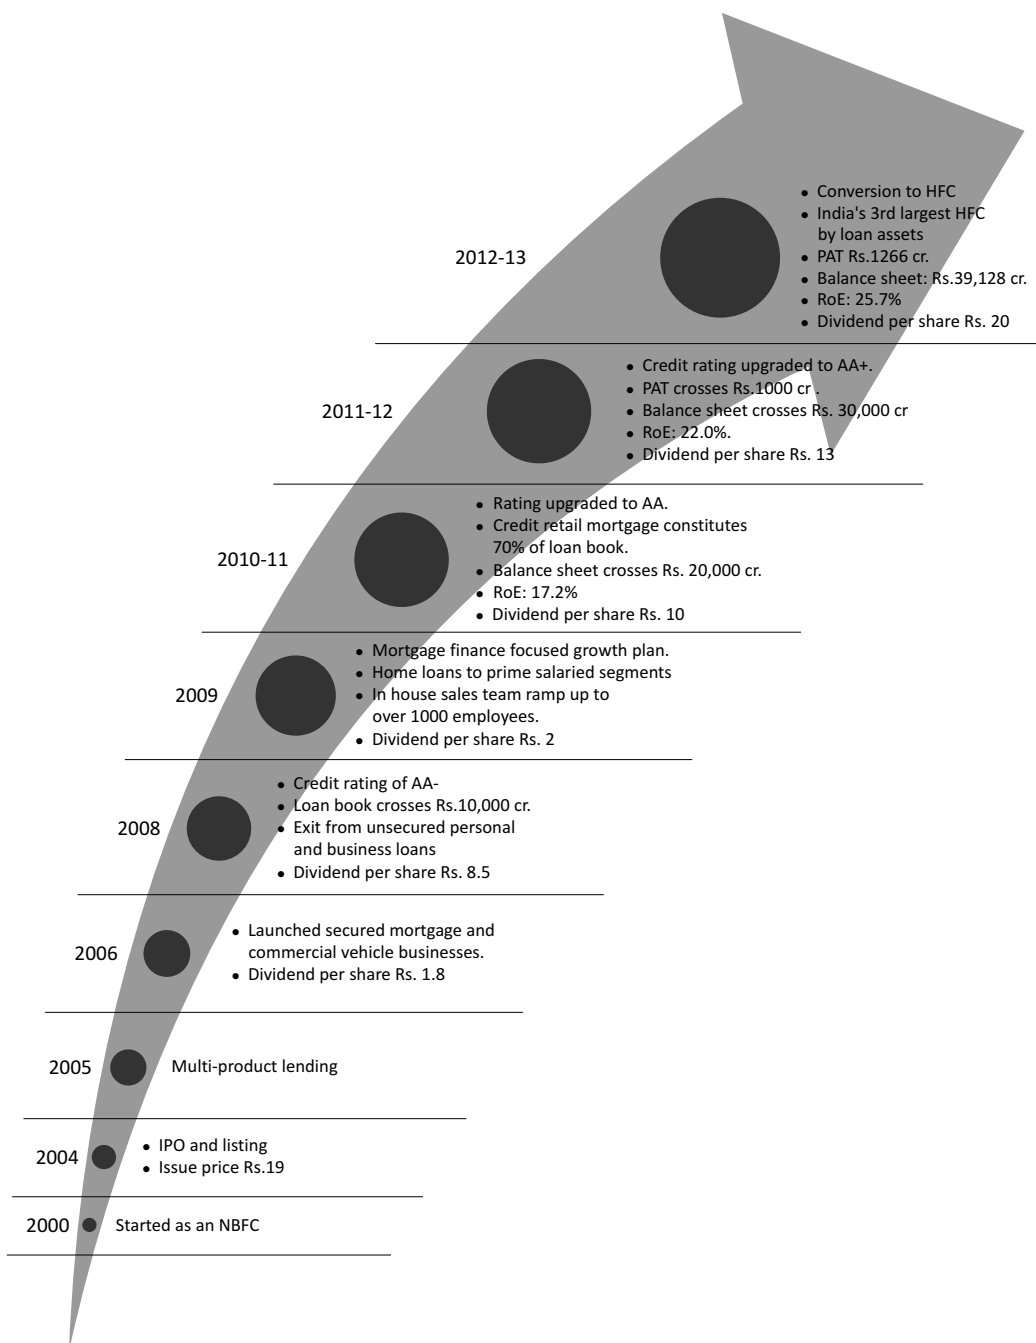 2012-13
• Conversion to HFC
• India's 3rd largest HFC
by loan assets
• PAT Rs.1266 cr.
• Balance sheet: Rs.39,128 cr.
• RoE: 25.7%
• Dividend per share Rs. 20
2011-12
• Credit rating upgraded to AA+.
• PAT crosses Rs.1000 cr .
• Balance sheet crosses Rs. 30,000 cr
• RoE: 22.0%.
• Dividend per share Rs. 13
2010-11
• Rating upgraded to AA.
• Credit retail mortgage constitutes
70% of loan book.
• Balance sheet crosses Rs. 20,000 cr.
• RoE: 17.2%
• Dividend per share Rs. 10
2009
• Mortgage finance focused growth plan.
• Home loans to prime salaried segments
• In house sales team ramp up to
over 1000 employees.
• Dividend per share Rs. 2
2008
• Credit rating of AA-
• Loan book crosses Rs.10,000 cr.
• Exit from unsecured personal
and business loans
• Dividend per share Rs. 8.5
2006
• Launched secured mortgage and
commercial vehicle businesses.
• Dividend per share Rs. 1.8
2005
Multi-product lending
2004
• IPO and listing
• Issue price Rs.19
2000
Started as an NBFC